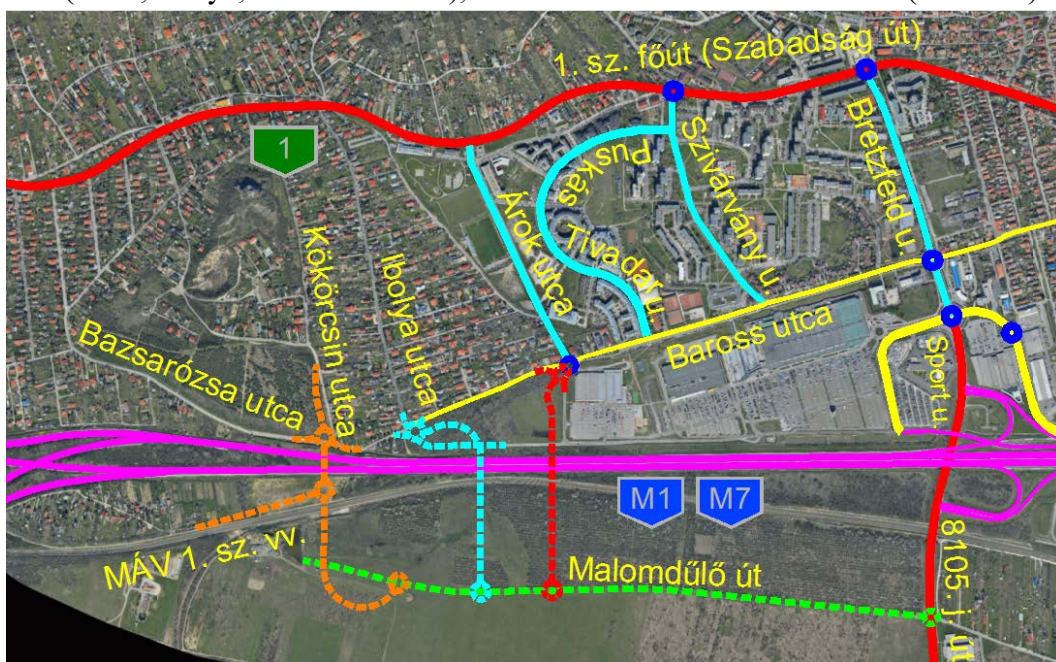 1. sz. főút (Szabadság út)
1
Puskás
Tivadar u.
Szivárvány u.
Bretzfeld u.
Árok utca
Ibolya utca
Kökörcsin utca
Bazsarózsa utca
Baross utca
Sport u.
M1
M7
MÁV 1. sz. vv.
Malomdűlő út
8105. j. út